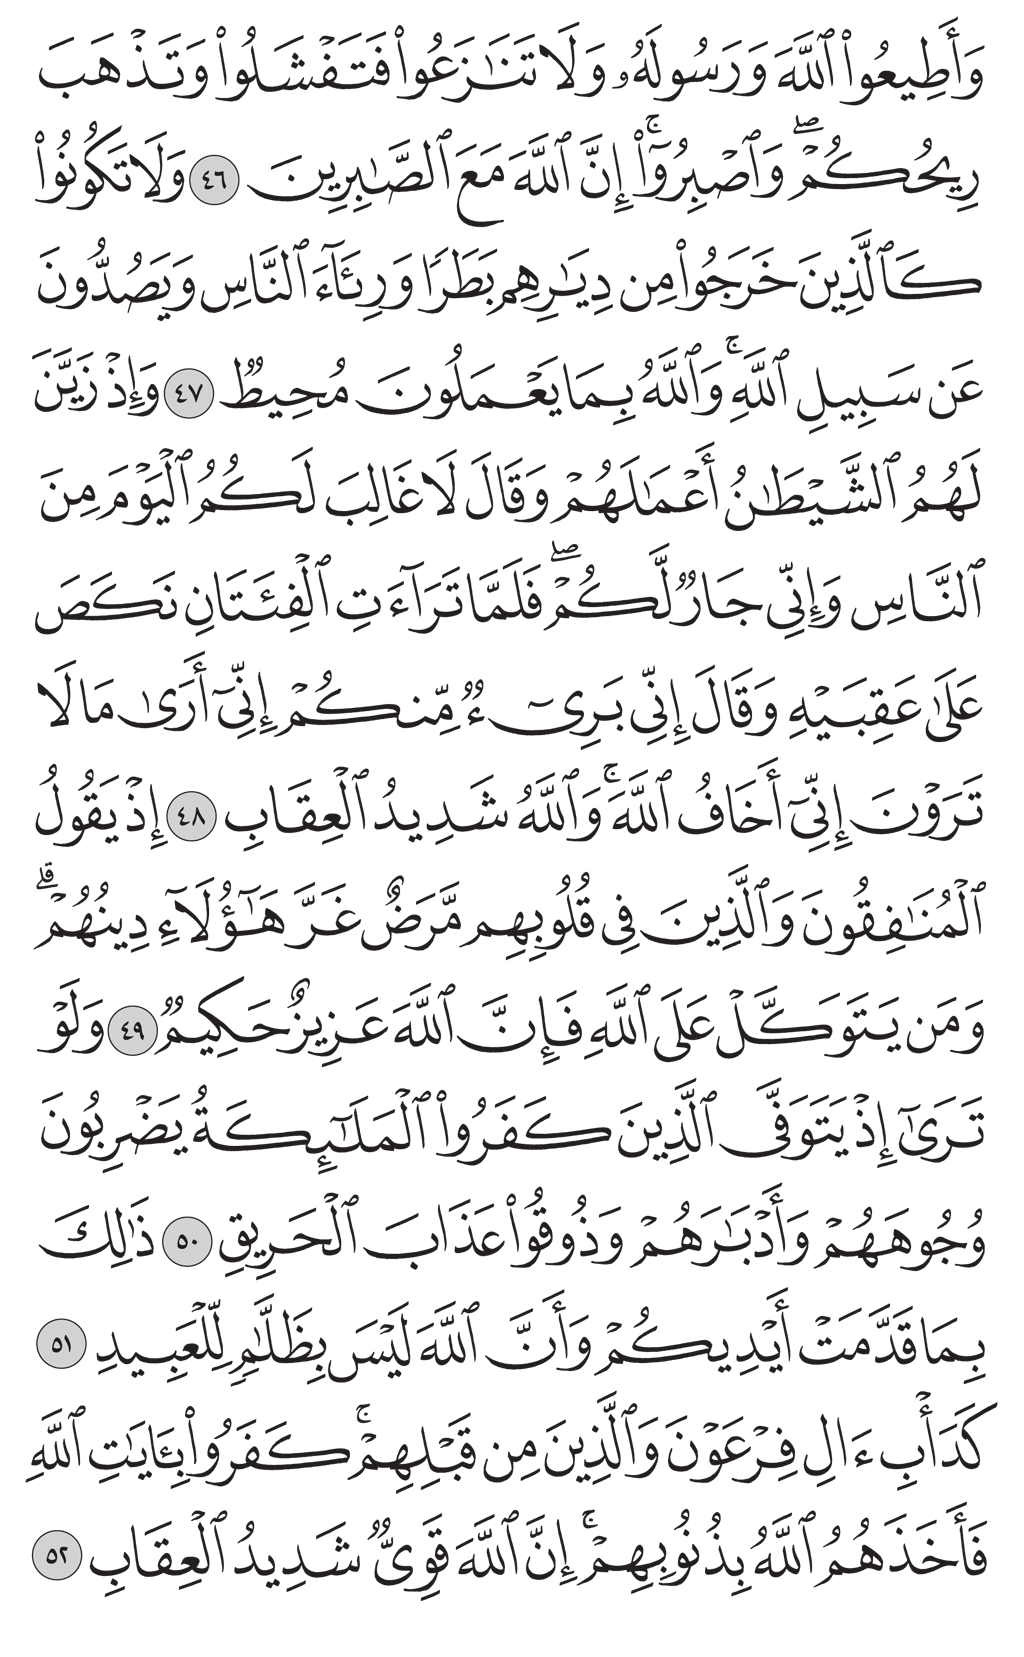 وَأَطِيعُوا۟ ٱللَّهَ وَرَسُولَهُۥ وَلَا تَنَـٰزَعُوا۟ فَتَفْشَلُوا۟ وَتَذْهَبَ
رِيحُكُمْ ۖ وَٱصْبِرُوٓا۟ ۚ إِنَّ ٱللَّهَ مَعَ ٱلصَّـٰبِرِينَ ٤٦ وَلَا تَكُونُوا۟
كَٱلَّذِينَ خَرَجُوا۟ مِن دِيَـٰرِهِم بَطَرًا وَرِئَآءَ ٱلنَّاسِ وَيَصُدُّونَ
عَن سَبِيلِ ٱللَّهِ ۚ وَٱللَّهُ بِمَا يَعْمَلُونَ مُحِيطٌ ٤٧ وَإِذْ زَيَّنَ
لَهُمُ ٱلشَّيْطَـٰنُ أَعْمَـٰلَهُمْ وَقَالَ لَا غَالِبَ لَكُمُ ٱلْيَوْمَ مِنَ
ٱلنَّاسِ وَإِنِّى جَارٌ لَّكُمْ ۖ فَلَمَّا تَرَآءَتِ ٱلْفِئَتَانِ نَكَصَ
عَلَىٰ عَقِبَيْهِ وَقَالَ إِنِّى بَرِىٓءٌ مِّنكُمْ إِنِّىٓ أَرَىٰ مَا لَا
تَرَوْنَ إِنِّىٓ أَخَافُ ٱللَّهَ ۚ وَٱللَّهُ شَدِيدُ ٱلْعِقَابِ ٤٨ إِذْ يَقُولُ
ٱلْمُنَـٰفِقُونَ وَٱلَّذِينَ فِى قُلُوبِهِم مَّرَضٌ غَرَّ هَـٰٓؤُلَآءِ دِينُهُمْ ۗ
وَمَن يَتَوَكَّلْ عَلَى ٱللَّهِ فَإِنَّ ٱللَّهَ عَزِيزٌ حَكِيمٌ ٤٩ وَلَوْ
تَرَىٰٓ إِذْ يَتَوَفَّى ٱلَّذِينَ كَفَرُوا۟ ٱلْمَلَـٰٓئِكَةُ يَضْرِبُونَ
وُجُوهَهُمْ وَأَدْبَـٰرَهُمْ وَذُوقُوا۟ عَذَابَ ٱلْحَرِيقِ ٥٠ ذَٰلِكَ
بِمَا قَدَّمَتْ أَيْدِيكُمْ وَأَنَّ ٱللَّهَ لَيْسَ بِظَلَّـٰمٍ لِّلْعَبِيدِ ٥١
كَدَأْبِ ءَالِ فِرْعَوْنَ وَٱلَّذِينَ مِن قَبْلِهِمْ ۚ كَفَرُوا۟ بِـَٔايَـٰتِ ٱللَّهِ
فَأَخَذَهُمُ ٱللَّهُ بِذُنُوبِهِمْ ۚ إِنَّ ٱللَّهَ قَوِىٌّ شَدِيدُ ٱلْعِقَابِ ٥٢